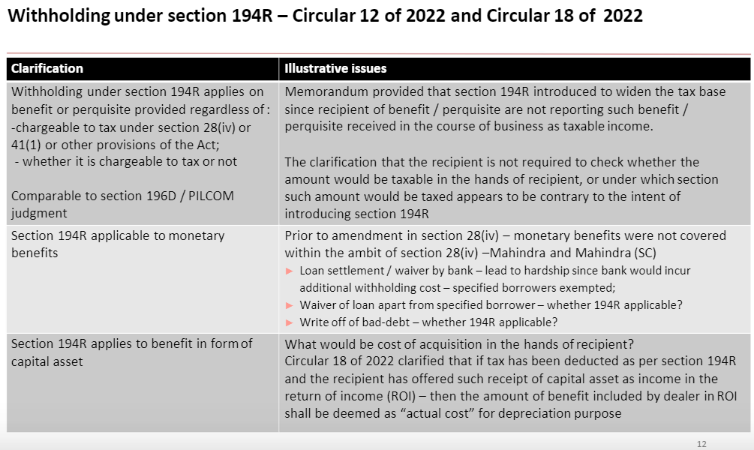 Withholding under section 194R – Circular 12 of 2022 and Circular 18 of 2022
Clarification
Illustrative issues
Withholding under section 194R applies on
benefit or perquisite provided regardless of :
-chargeable to tax under section 28(iv) or
41(1) or other provisions of the Act;
- whether it is chargeable to tax or not
Comparable to section 196D / PILCOM
judgment
Memorandum provided that section 194R introduced to widen the tax base
since recipient of benefit / perquisite are not reporting such benefit /
perquisite received in the course of business as taxable income.
The clarification that the recipient is not required to check whether the
amount would be taxable in the hands of recipient, or under which section
such amount would be taxed appears to be contrary to the intent of
introducing section 194R
Section 194R applicable to monetary
benefits
Prior to amendment in section 28(iv) – monetary benefits were not covered
within the ambit of section 28(iv) –Mahindra and Mahindra (SC)
► Loan settlement / waiver by bank – lead to hardship since bank would incur
additional withholding cost – specified borrowers exempted;
► Waiver of loan apart from specified borrower – whether 194R applicable?
► Write off of bad-debt – whether 194R applicable?
Section 194R applies to benefit in form of
capital asset
What would be cost of acquisition in the hands of recipient?
Circular 18 of 2022 clarified that if tax has been deducted as per section 194R
and the recipient has offered such receipt of capital asset as income in the
return of income (ROI) – then the amount of benefit included by dealer in ROI
shall be deemed as “actual cost” for depreciation purpose
12